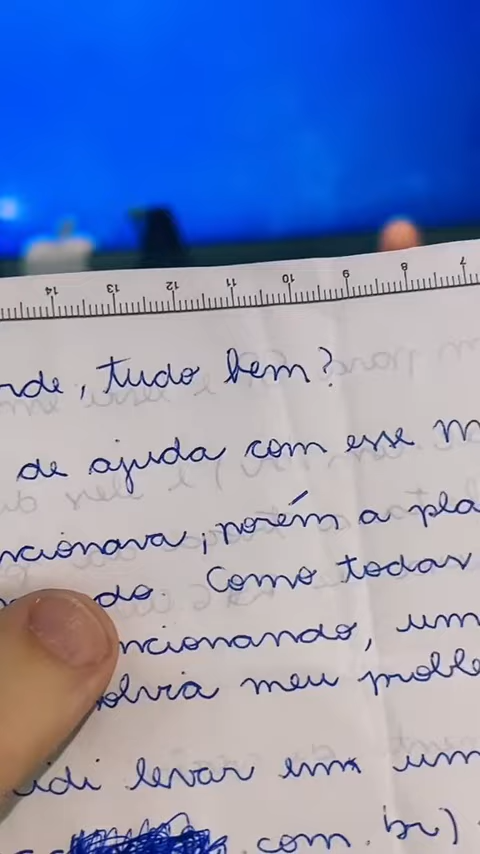 14 13 12 11 10 9 8 7
rde, tudo bem?
de ajuda com esse m
ncionava, porém a pla
do. Como todas
ncionando, um
olvia meu proble
idi levar em um
.com.br)